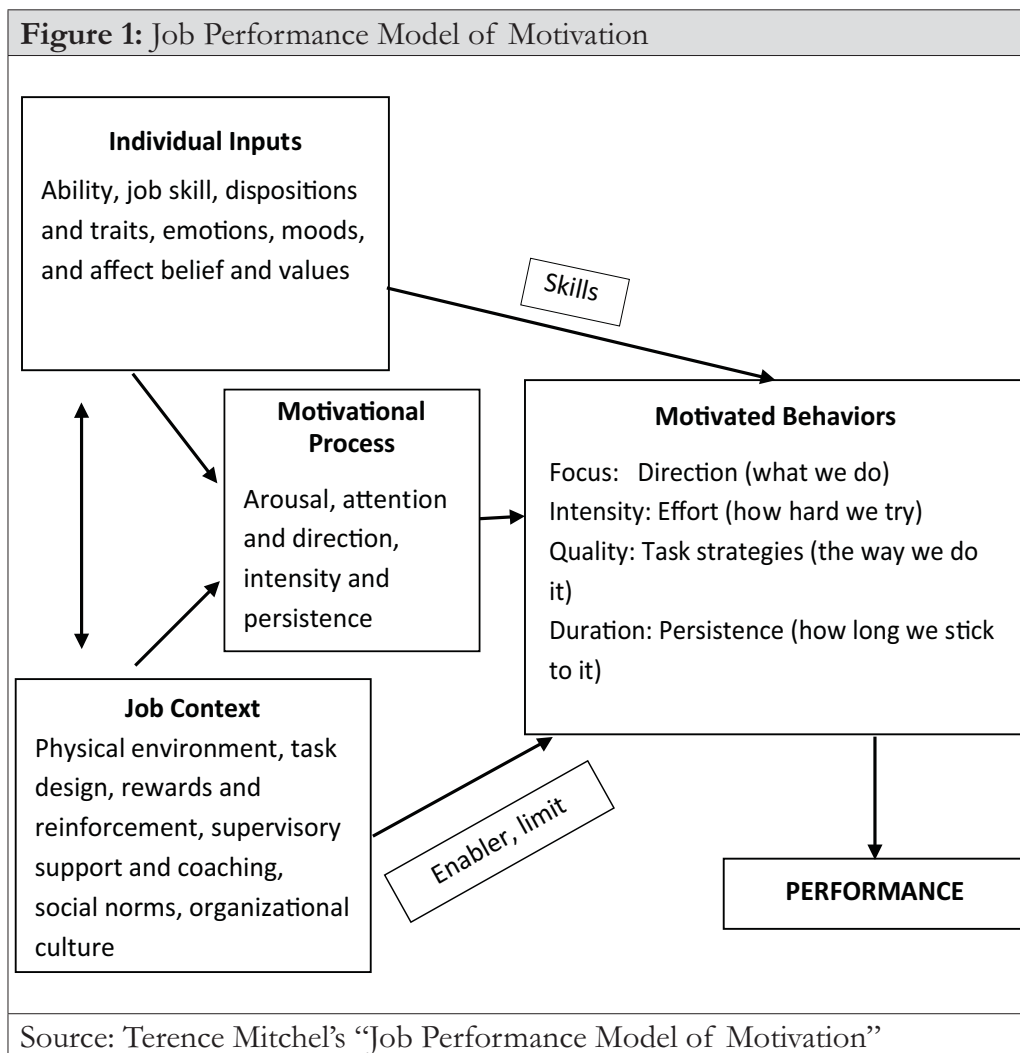 Figure 1: Job Performance Model of Motivation
Individual Inputs
Ability, job skill, dispositions
and traits, emotions, moods,
and affect belief and values
Skills
Motivational
Process
Arousal, attention
and direction,
intensity and
persistence
Motivated Behaviors
Focus: Direction (what we do)
Intensity: Effort (how hard we try)
Quality: Task strategies (the way we do
it)
Duration: Persistence (how long we stick
to it)
Job Context
Physical environment, task
design, rewards and
reinforcement, supervisory
support and coaching,
social norms, organizational
culture
Enabler, limit
PERFORMANCE
Source: Terence Mitchel’s “Job Performance Model of Motivation”